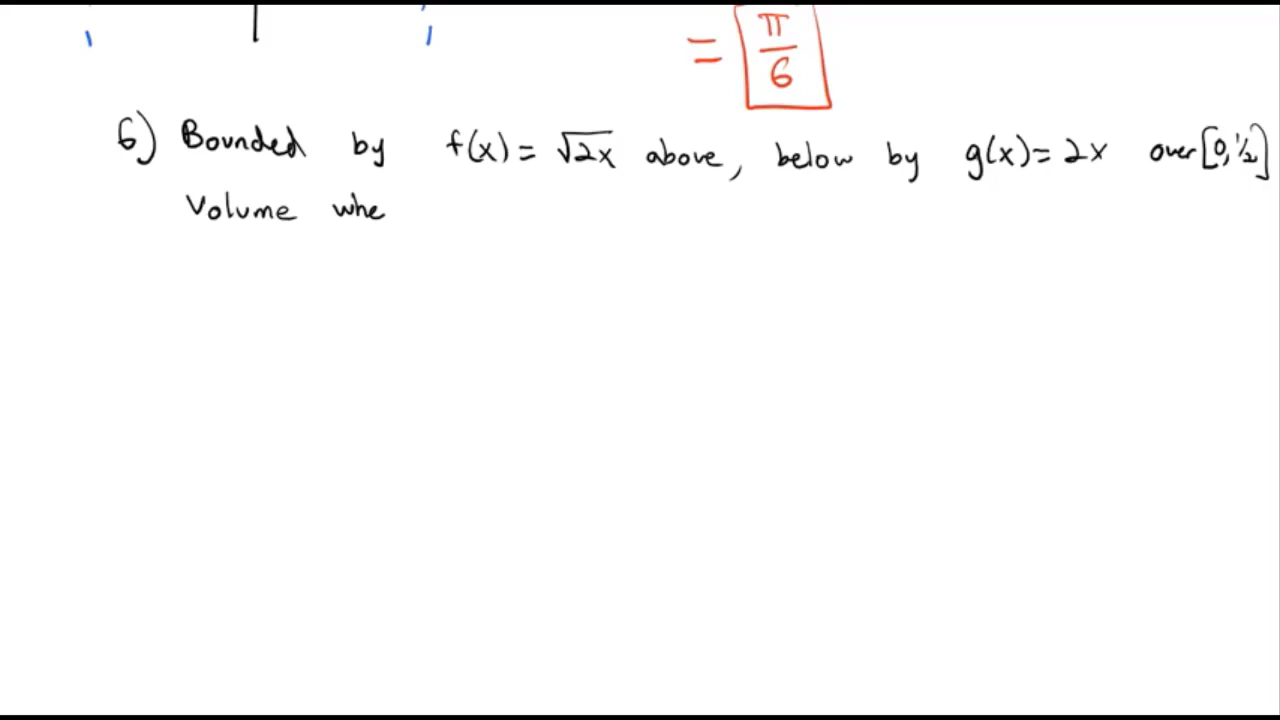 = π/6
6) Bounded by f(x) = √2x above, below by g(x) = 2x over [0, ½]
Volume whe